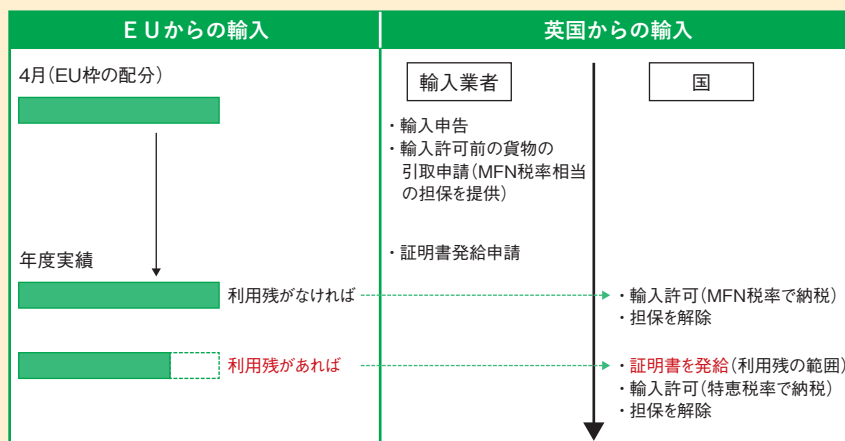 ＥＵからの輸入
英国からの輸入
4月（EU枠の配分）
年度実績
利用残がなければ
利用残があれば
輸入業者
・輸入申告
・輸入許可前の貨物の
引取申請（MFN税率相当
の担保を提供）
・証明書発給申請
国
・輸入許可（MFN税率で納税）
・担保を解除
・証明書を発給（利用残の範囲）
・輸入許可（特恵税率で納税）
・担保を解除